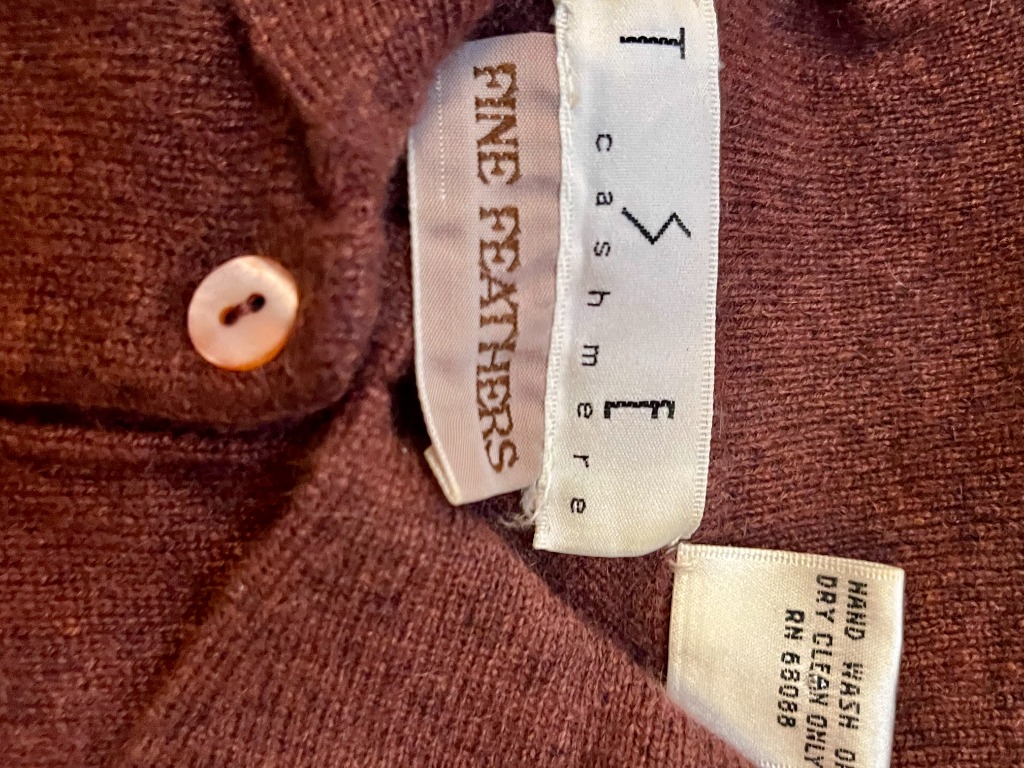 FINE FEATHERS
TSE
cashmere
HAND WASH OR
DRY CLEAN ONLY
RN 68088